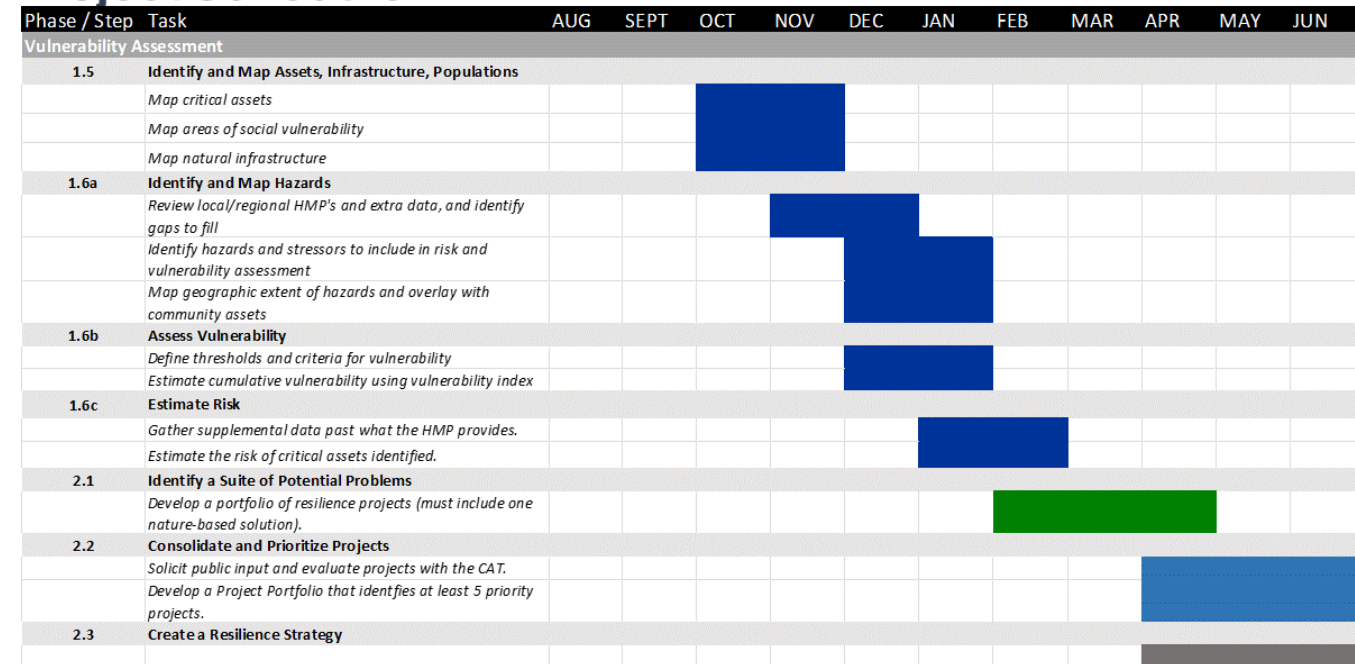 Phase / Step Task AUG SEPT OCT NOV DEC JAN FEB MAR APR MAY JUN
Vulnerability Assessment
1.5 Identify and Map Assets, Infrastructure, Populations
Map critical assets
Map areas of social vulnerability
Map natural infrastructure
1.6a Identify and Map Hazards
Review local/regional HMP's and extra data, and identify
gaps to fill
Identify hazards and stressors to include in risk and
vulnerability assessment
Map geographic extent of hazards and overlay with
community assets
1.6b Assess Vulnerability
Define thresholds and criteria for vulnerability
Estimate cumulative vulnerability using vulnerability index
1.6c Estimate Risk
Gather supplemental data past what the HMP provides.
Estimate the risk of critical assets identified.
2.1 Identify a Suite of Potential Problems
Develop a portfolio of resilience projects (must include one
nature-based solution).
2.2 Consolidate and Prioritize Projects
Solicit public input and evaluate projects with the CAT.
Develop a Project Portfolio that identfies at least 5 priority
projects.
2.3 Create a Resilience Strategy